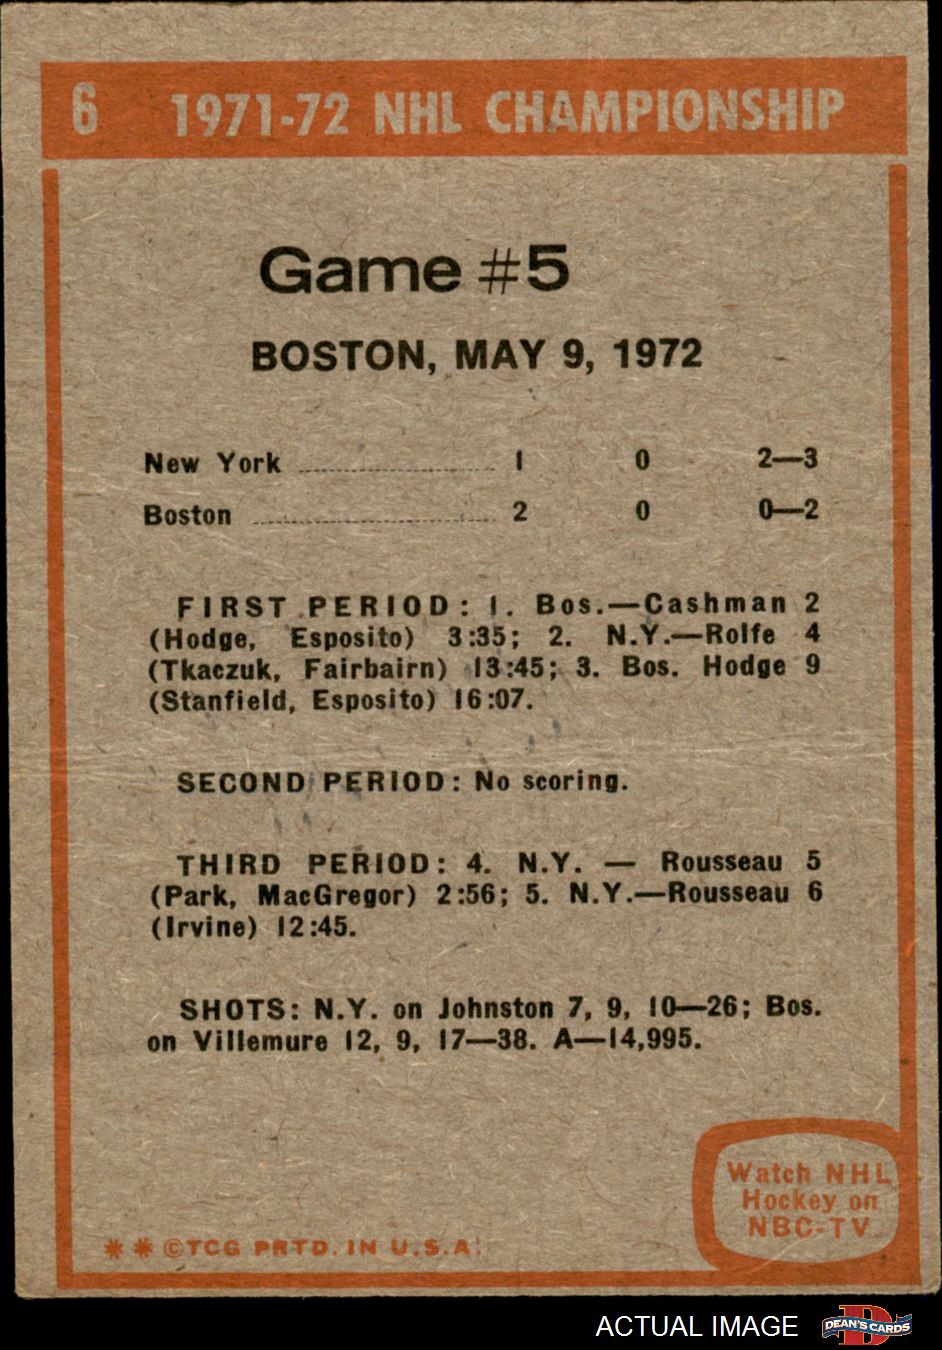 6 1971-72 NHL CHAMPIONSHIP
Game #5
BOSTON, MAY 9, 1972
New York 1 0 2—3
Boston 2 0 0—2
FIRST PERIOD: 1. Bos.—Cashman 2
(Hodge, Esposito) 3:35; 2. N.Y.—Rolfe 4
(Tkaczuk, Fairbairn) 13:45; 3. Bos. Hodge 9
(Stanfield, Esposito) 16:07.
SECOND PERIOD: No scoring.
THIRD PERIOD: 4. N.Y. — Rousseau 5
(Park, MacGregor) 2:56; 5. N.Y.—Rousseau 6
(Irvine) 12:45.
SHOTS: N.Y. on Johnston 7, 9, 10—26; Bos.
on Villemure 12, 9, 17—38. A—14,995.
Watch NHL
Hockey on
NBC-TV
**©TCG PRTD. IN U.S.A.
ACTUAL IMAGE
D
DEAN'S CARDS